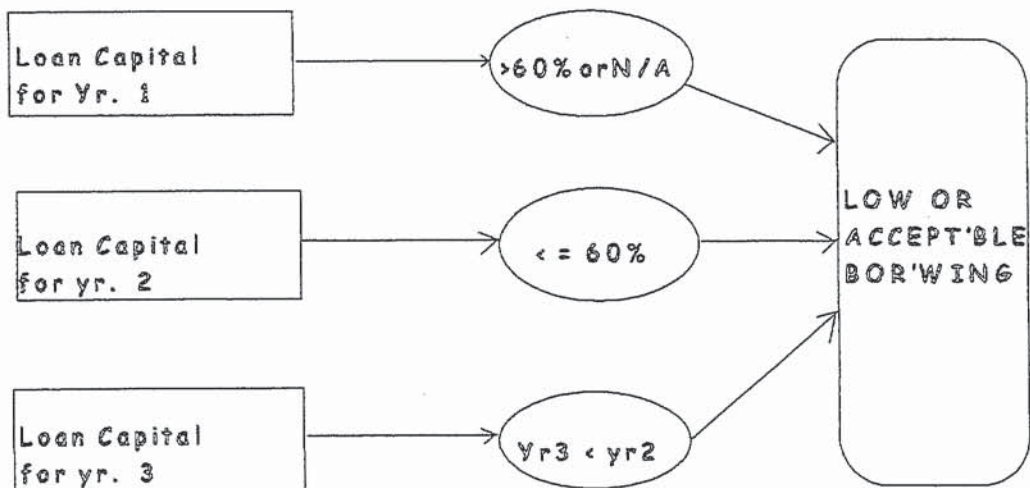 Loan Capital
for Yr. 1
>60% or N/A
Loan Capital
for yr. 2
< = 60%
LOW OR
ACCEPT'BLE
BOR'WING
Loan Capital
for yr. 3
Yr3 < yr2